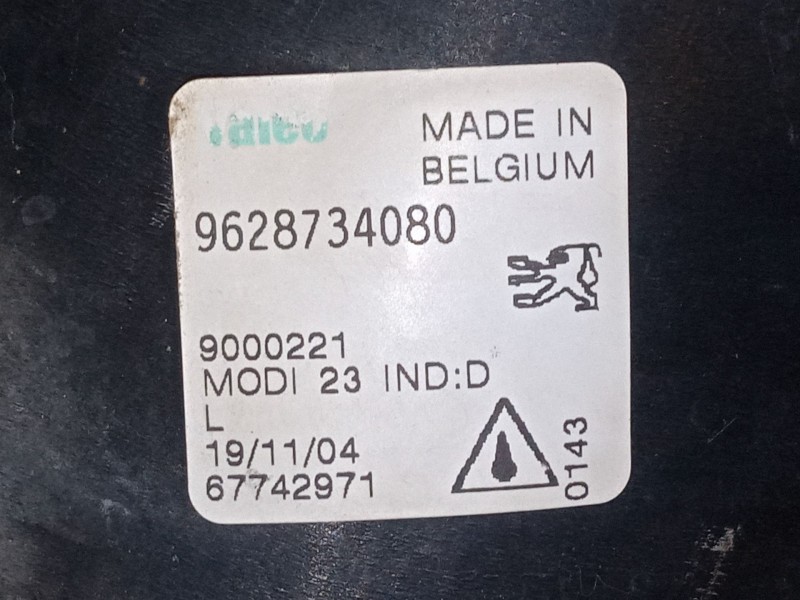 MADE IN
BELGIUM
9628734080
9000221
MODI 23 IND:D
L
19/11/04
67742971
0143